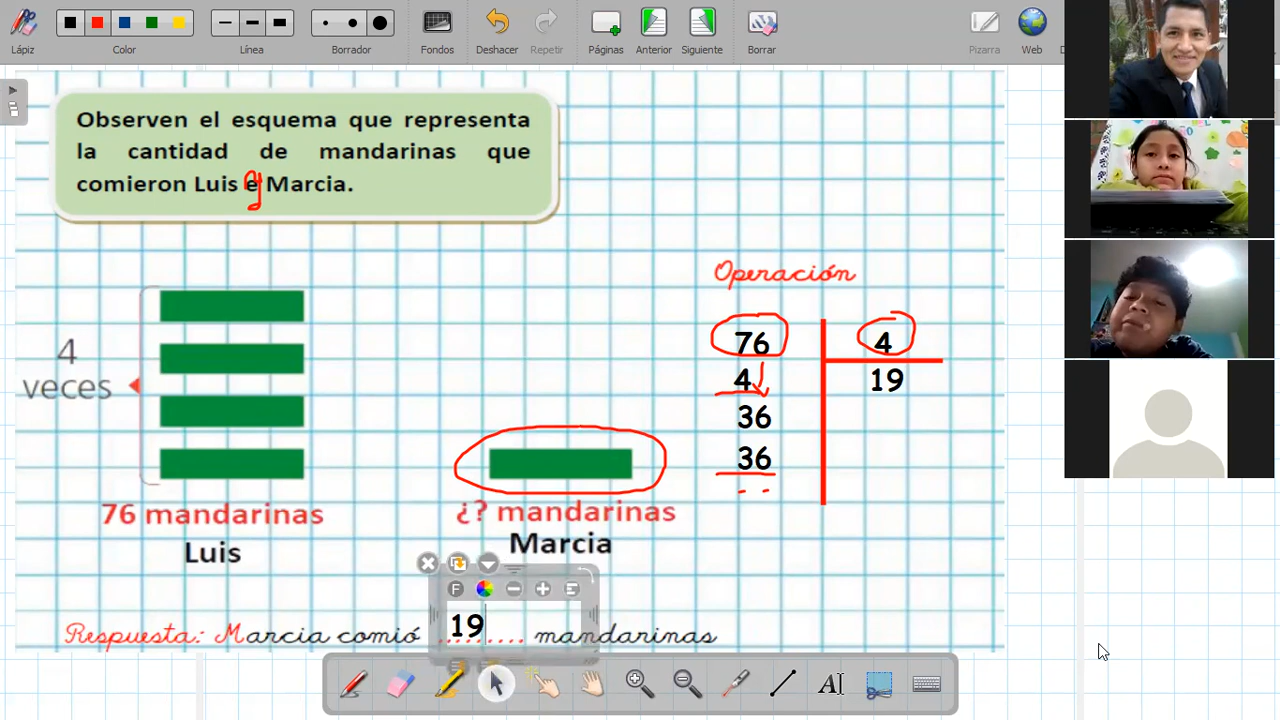 Lápiz
Color
Línea
Borrador
Fondos
Deshacer
Repetir
Páginas
Anterior
Siguiente
Borrar
Pizarra
Web
Observen el esquema que representa
la cantidad de mandarinas que
comieron Luis y Marcia.
4
veces
76 mandarinas
Luis
¿? mandarinas
Marcia
Operación
76 4
4 19
36
36
F
19
Respuesta: Marcia comió ......... mandarinas
AI